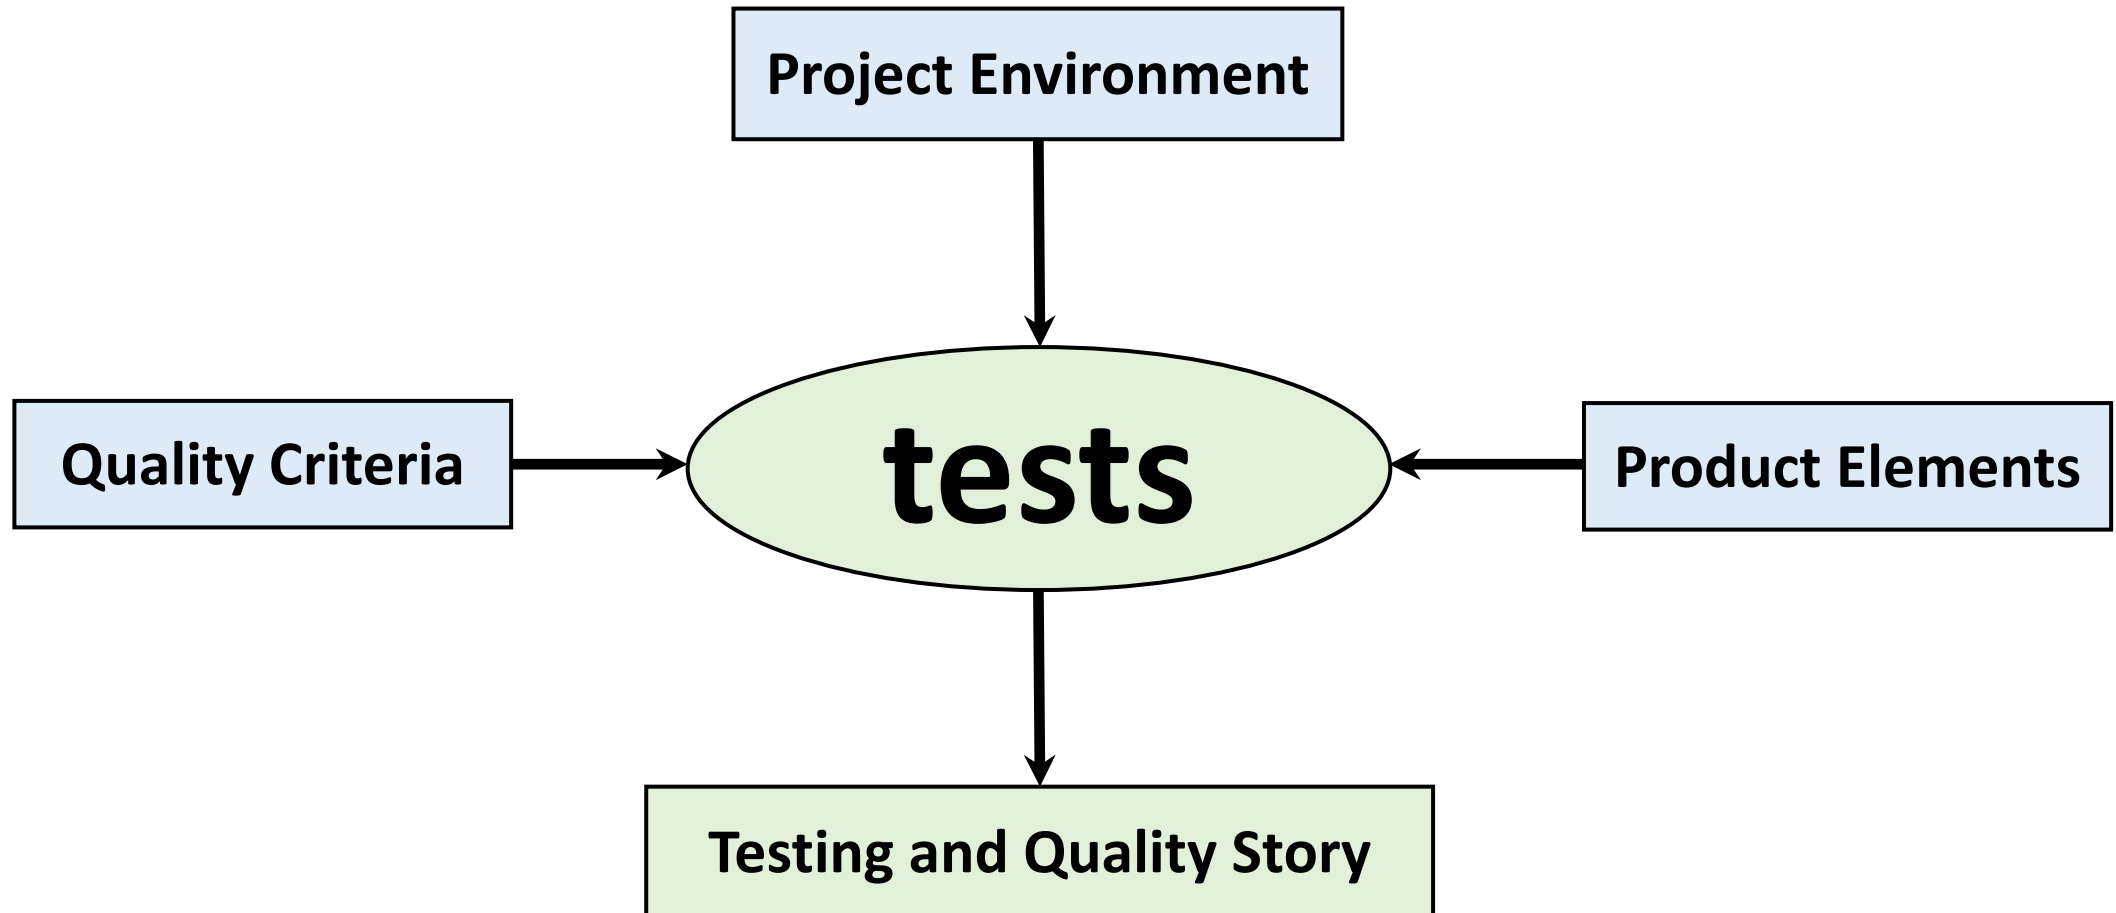 Project Environment
Quality Criteria
tests
Product Elements
Testing and Quality Story